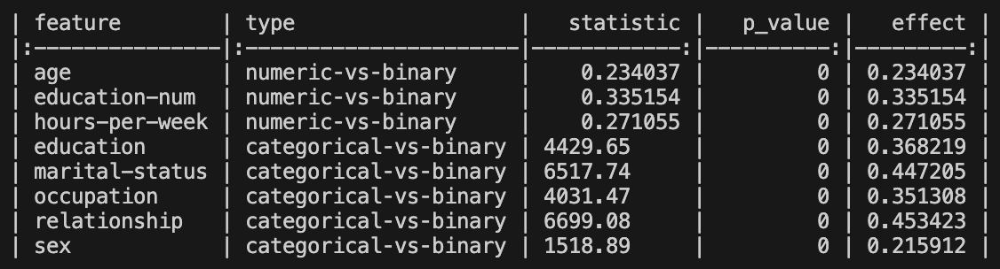 | feature        | type                  |   statistic |   p_value |   effect |
|:---------------|:----------------------|------------:|----------:|---------:|
| age            | numeric-vs-binary     |    0.234037 |         0 | 0.234037 |
| education-num  | numeric-vs-binary     |    0.335154 |         0 | 0.335154 |
| hours-per-week | numeric-vs-binary     |    0.271055 |         0 | 0.271055 |
| education      | categorical-vs-binary | 4429.65     |         0 | 0.368219 |
| marital-status | categorical-vs-binary | 6517.74     |         0 | 0.447205 |
| occupation     | categorical-vs-binary | 4031.47     |         0 | 0.351308 |
| relationship   | categorical-vs-binary | 6699.08     |         0 | 0.453423 |
| sex            | categorical-vs-binary | 1518.89     |         0 | 0.215912 |